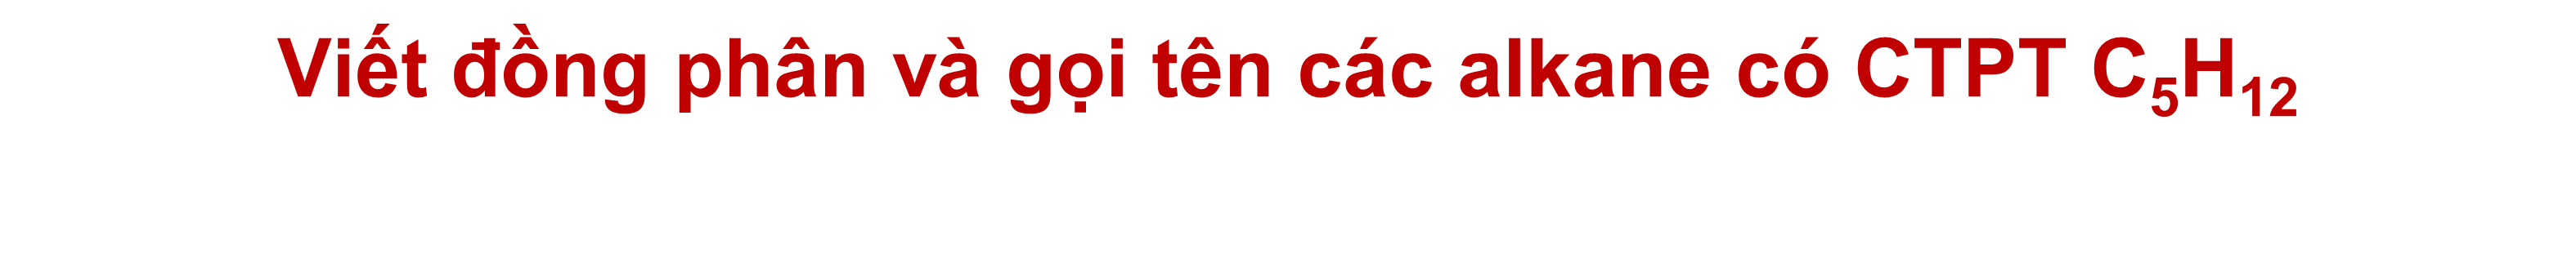 Viết đồng phân và gọi tên các alkane có CTPT C₅H₁₂